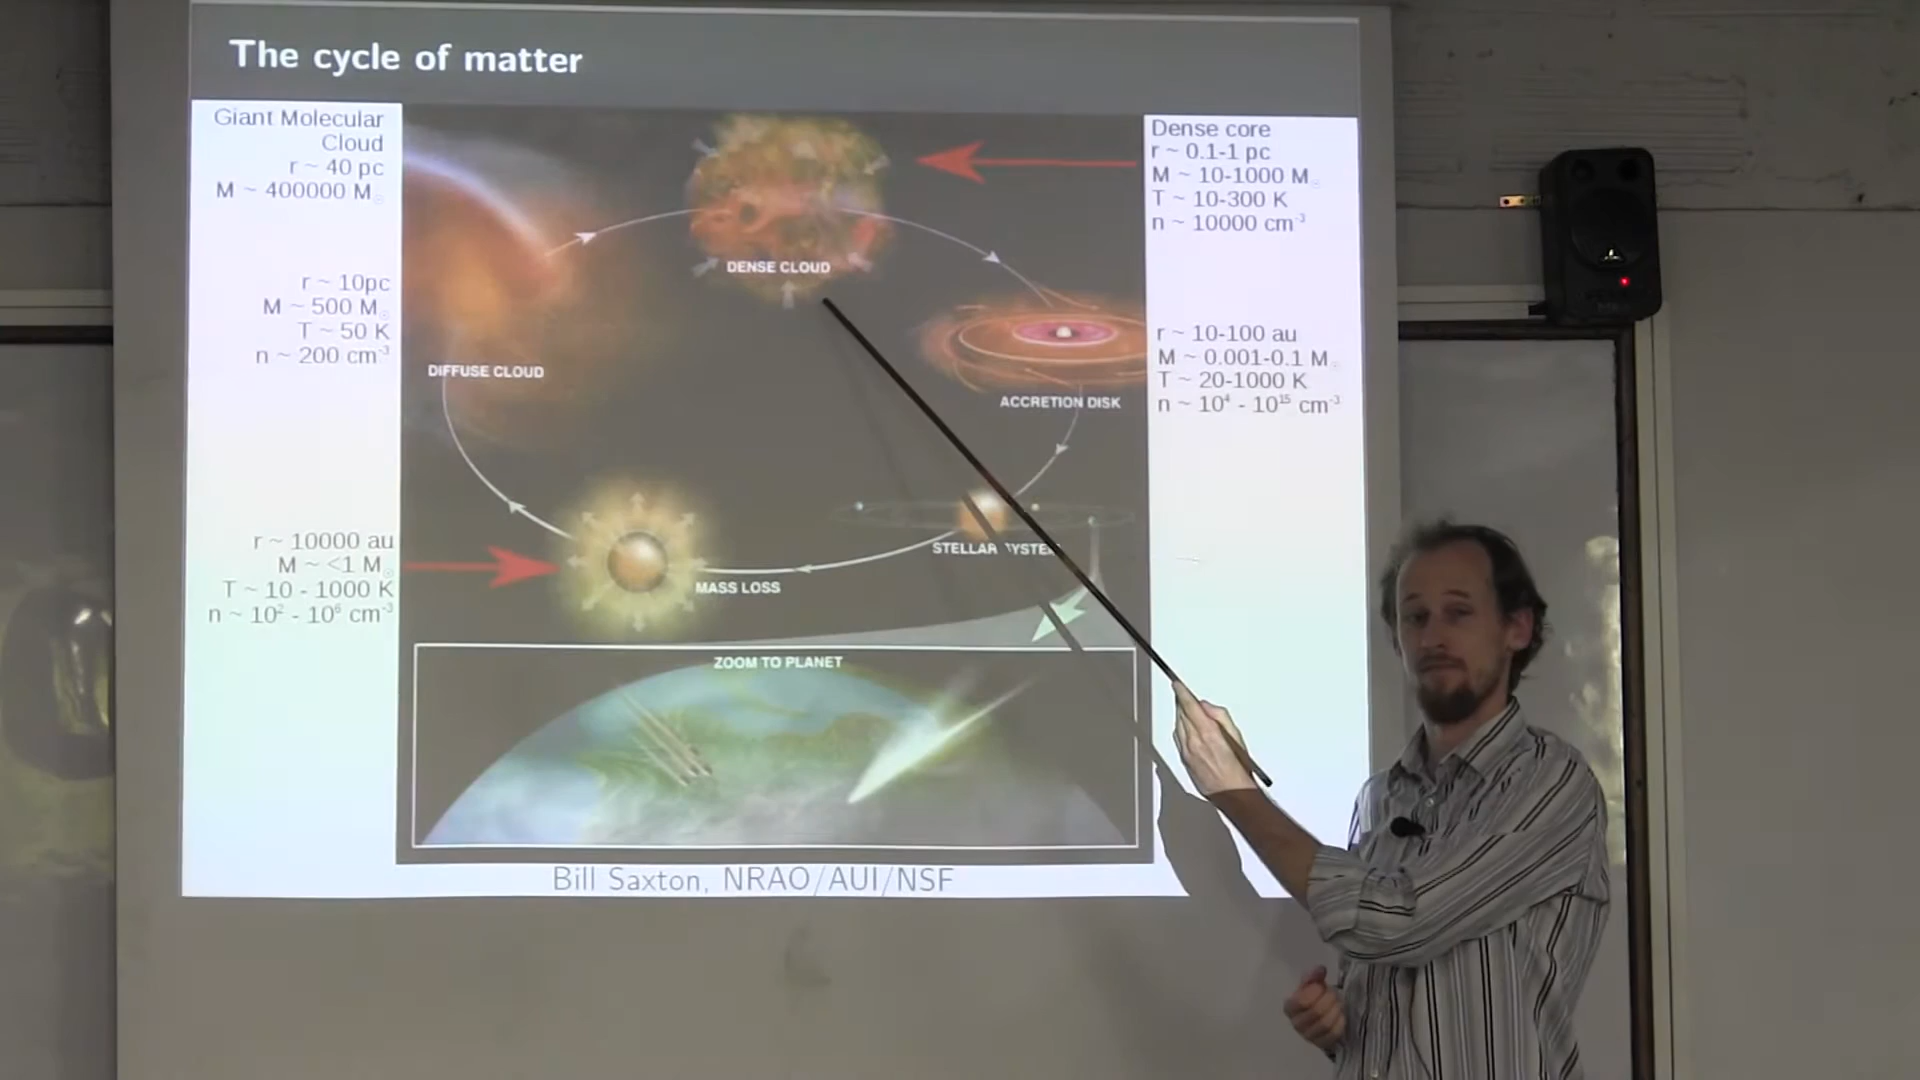 The cycle of matter
Giant Molecular
Cloud
r ~ 40 pc
M ~ 400000 M☉
r ~ 10pc
M ~ 500 M☉
T ~ 50 K
n ~ 200 cm⁻³
r ~ 10000 au
M ~ <1 M☉
T ~ 10 - 1000 K
n ~ 10² - 10⁶ cm⁻³
DENSE CLOUD
DIFFUSE CLOUD
ACCRETION DISK
STELLAR SYSTEM
MASS LOSS
ZOOM TO PLANET
Dense core
r ~ 0.1-1 pc
M ~ 10-1000 M☉
T ~ 10-300 K
n ~ 10000 cm⁻³
r ~ 10-100 au
M ~ 0.001-0.1 M☉
T ~ 20-1000 K
n ~ 10⁴ - 10¹⁵ cm⁻³
Bill Saxton, NRAO/AUI/NSF